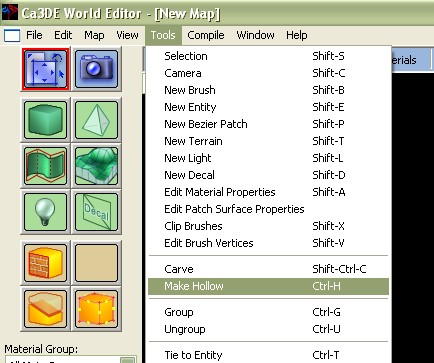 Ca3DE World Editor - [New Map]
File Edit Map View Tools Compile Window Help
Selection Shift-S
Camera Shift-C
New Brush Shift-B
New Entity Shift-E
New Bezier Patch Shift-P
New Terrain Shift-T
New Light Shift-L
New Decal Shift-D
Edit Material Properties Shift-A
Edit Patch Surface Properties
Clip Brushes Shift-X
Edit Brush Vertices Shift-V
Carve Shift-Ctrl-C
Make Hollow Ctrl-H
Group Ctrl-G
Ungroup Ctrl-U
Tie to Entity Ctrl-T
erials
Decal
Material Group: